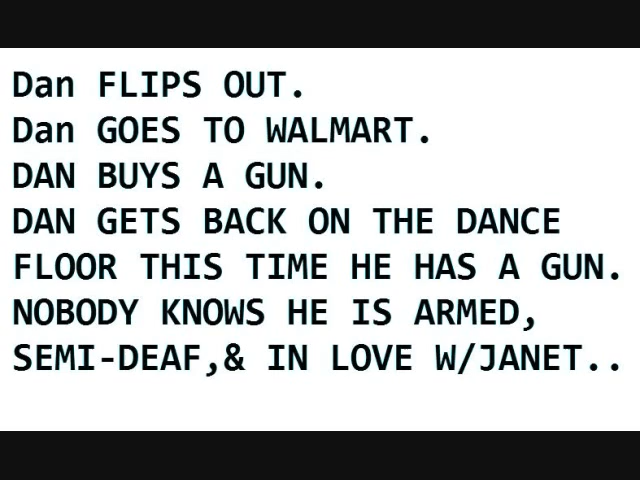 Dan FLIPS OUT.
Dan GOES TO WALMART.
DAN BUYS A GUN.
DAN GETS BACK ON THE DANCE
FLOOR THIS TIME HE HAS A GUN.
NOBODY KNOWS HE IS ARMED,
SEMI-DEAF,& IN LOVE W/JANET..